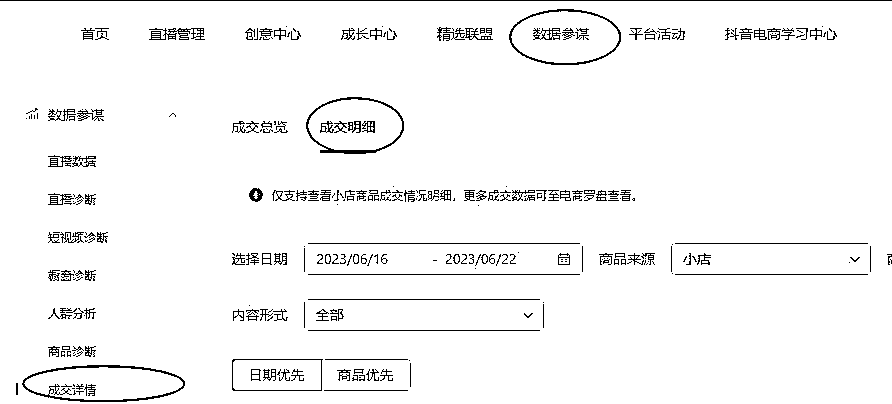 首页 直播管理 创意中心 成长中心 精选联盟 数据参谋 平台活动 抖音电商学习中心
数据参谋
直播数据
直播诊断
短视频诊断
橱窗诊断
人群分析
商品诊断
成交详情
成交总览 成交明细
仅支持查看小店商品成交情况明细，更多成交数据可至电商罗盘查看。
选择日期 2023/06/16 - 2023/06/22 商品来源 小店
内容形式 全部
日期优先 商品优先